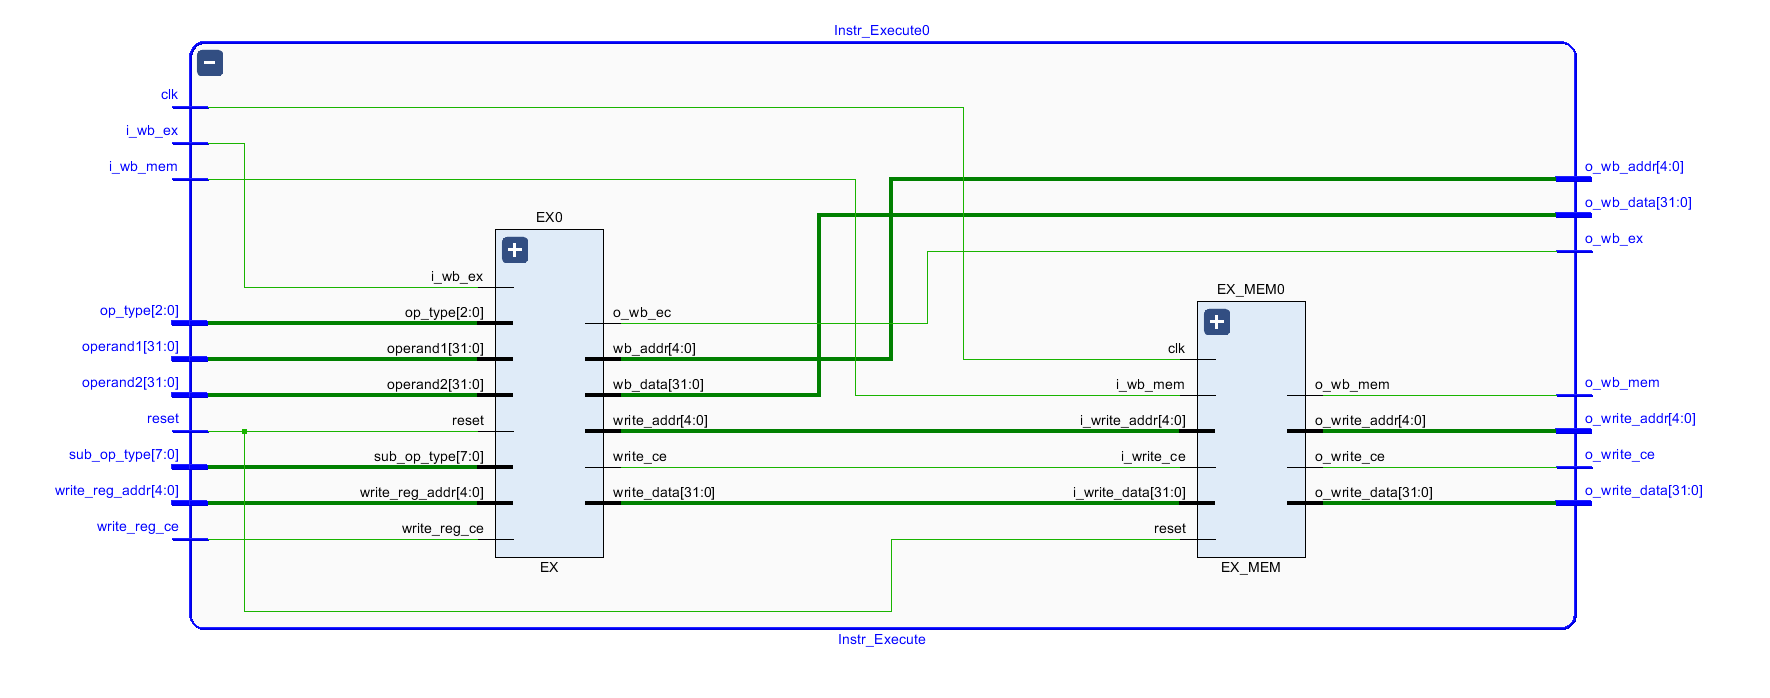 Instr_Execute0
clk
i_wb_ex
i_wb_mem
op_type[2:0]
operand1[31:0]
operand2[31:0]
reset
sub_op_type[7:0]
write_reg_addr[4:0]
write_reg_ce
EX0
i_wb_ex
op_type[2:0]
operand1[31:0]
operand2[31:0]
reset
sub_op_type[7:0]
write_reg_addr[4:0]
write_reg_ce
o_wb_ec
wb_addr[4:0]
wb_data[31:0]
write_addr[4:0]
write_ce
write_data[31:0]
EX
EX_MEM0
clk
i_wb_mem
i_write_addr[4:0]
i_write_ce
i_write_data[31:0]
reset
o_wb_mem
o_write_addr[4:0]
o_write_ce
o_write_data[31:0]
EX_MEM
o_wb_addr[4:0]
o_wb_data[31:0]
o_wb_ex
o_wb_mem
o_write_addr[4:0]
o_write_ce
o_write_data[31:0]
Instr_Execute